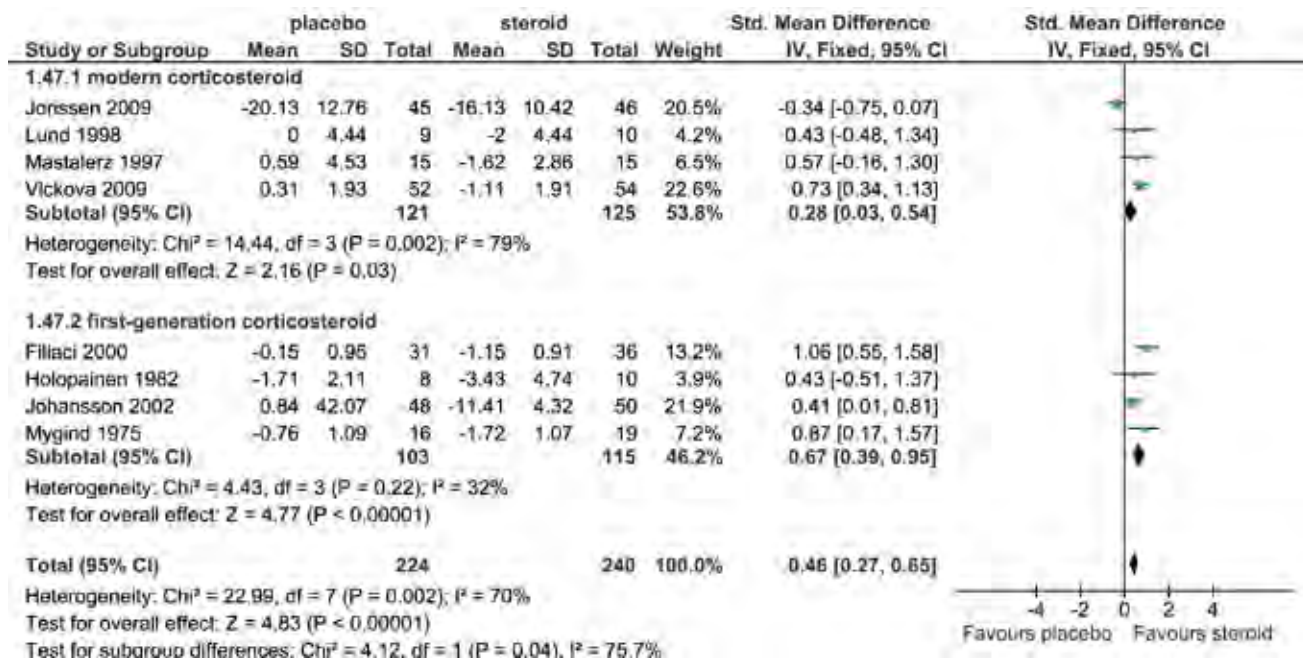 placebo steroid Std. Mean Difference Std. Mean Difference
Study or Subgroup Mean SD Total Mean SD Total Weight IV, Fixed, 95% CI IV, Fixed, 95% CI
1.47.1 modern corticosteroid
Jorissen 2009 -20.13 12.76 45 -16.13 10.42 46 20.5% -0.34 [-0.75, 0.07]
Lund 1998 0 4.44 9 -2 4.44 10 4.2% 0.43 [-0.48, 1.34]
Mastalerz 1997 0.59 4.53 15 -1.62 2.86 15 6.5% 0.57 [-0.16, 1.30]
Vlckova 2009 0.31 1.93 52 -1.11 1.91 54 22.6% 0.73 [0.34, 1.13]
Subtotal (95% CI) 121 125 53.8% 0.28 [0.03, 0.54]
Heterogeneity: Chi² = 14.44, df = 3 (P = 0.002); I² = 79%
Test for overall effect: Z = 2.16 (P = 0.03)
1.47.2 first-generation corticosteroid
Filiaci 2000 -0.15 0.96 31 -1.15 0.91 36 13.2% 1.06 [0.55, 1.58]
Holopainen 1982 -1.71 2.11 8 -3.43 4.74 10 3.9% 0.43 [-0.51, 1.37]
Johansson 2002 0.84 42.07 48 -11.41 4.32 50 21.9% 0.41 [0.01, 0.81]
Mygind 1975 -0.76 1.09 16 -1.72 1.07 19 7.2% 0.87 [0.17, 1.57]
Subtotal (95% CI) 103 115 46.2% 0.67 [0.39, 0.95]
Heterogeneity: Chi² = 4.43, df = 3 (P = 0.22); I² = 32%
Test for overall effect: Z = 4.77 (P < 0.00001)
Total (95% CI) 224 240 100.0% 0.46 [0.27, 0.65]
Heterogeneity: Chi² = 22.99, df = 7 (P = 0.002); I² = 70%
Test for overall effect: Z = 4.83 (P < 0.00001)
Test for subgroup differences: Chi² = 4.12, df = 1 (P = 0.04), I² = 75.7%
-4 -2 0 2 4
Favours placebo Favours steroid